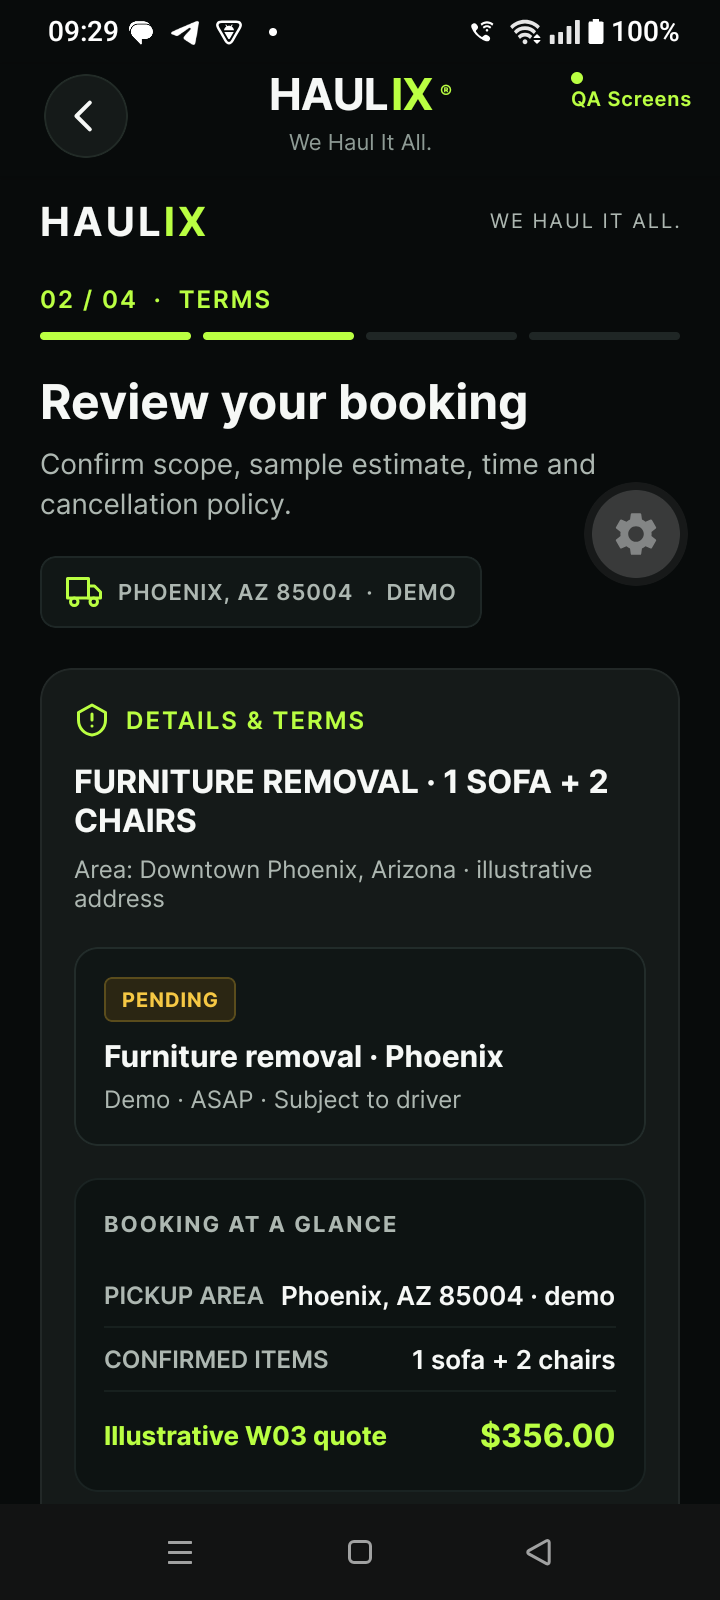 09:29
100%
HAULIX®
QA Screens
We Haul It All.
HAULIX
WE HAUL IT ALL.
02 / 04 · TERMS
Review your booking
Confirm scope, sample estimate, time and
cancellation policy.
PHOENIX, AZ 85004 · DEMO
DETAILS & TERMS
FURNITURE REMOVAL · 1 SOFA + 2
CHAIRS
Area: Downtown Phoenix, Arizona · illustrative
address
PENDING
Furniture removal · Phoenix
Demo · ASAP · Subject to driver
BOOKING AT A GLANCE
PICKUP AREA Phoenix, AZ 85004 · demo
CONFIRMED ITEMS 1 sofa + 2 chairs
Illustrative W03 quote $356.00